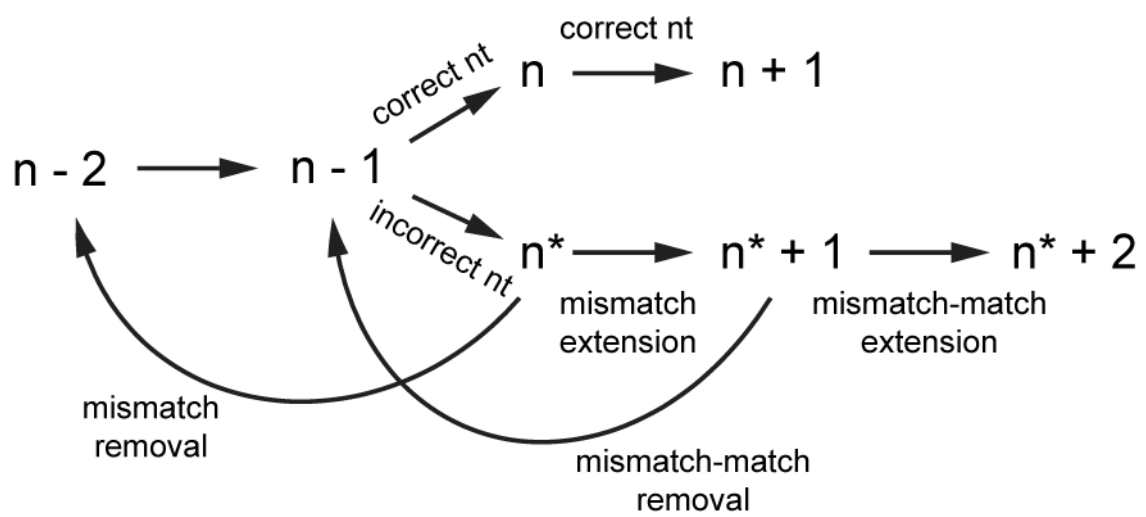 correct nt
correct nt
n
n + 1
n - 2
n - 1
incorrect nt
n*
n* + 1
n* + 2
mismatch
extension
mismatch-match
extension
mismatch
removal
mismatch-match
removal